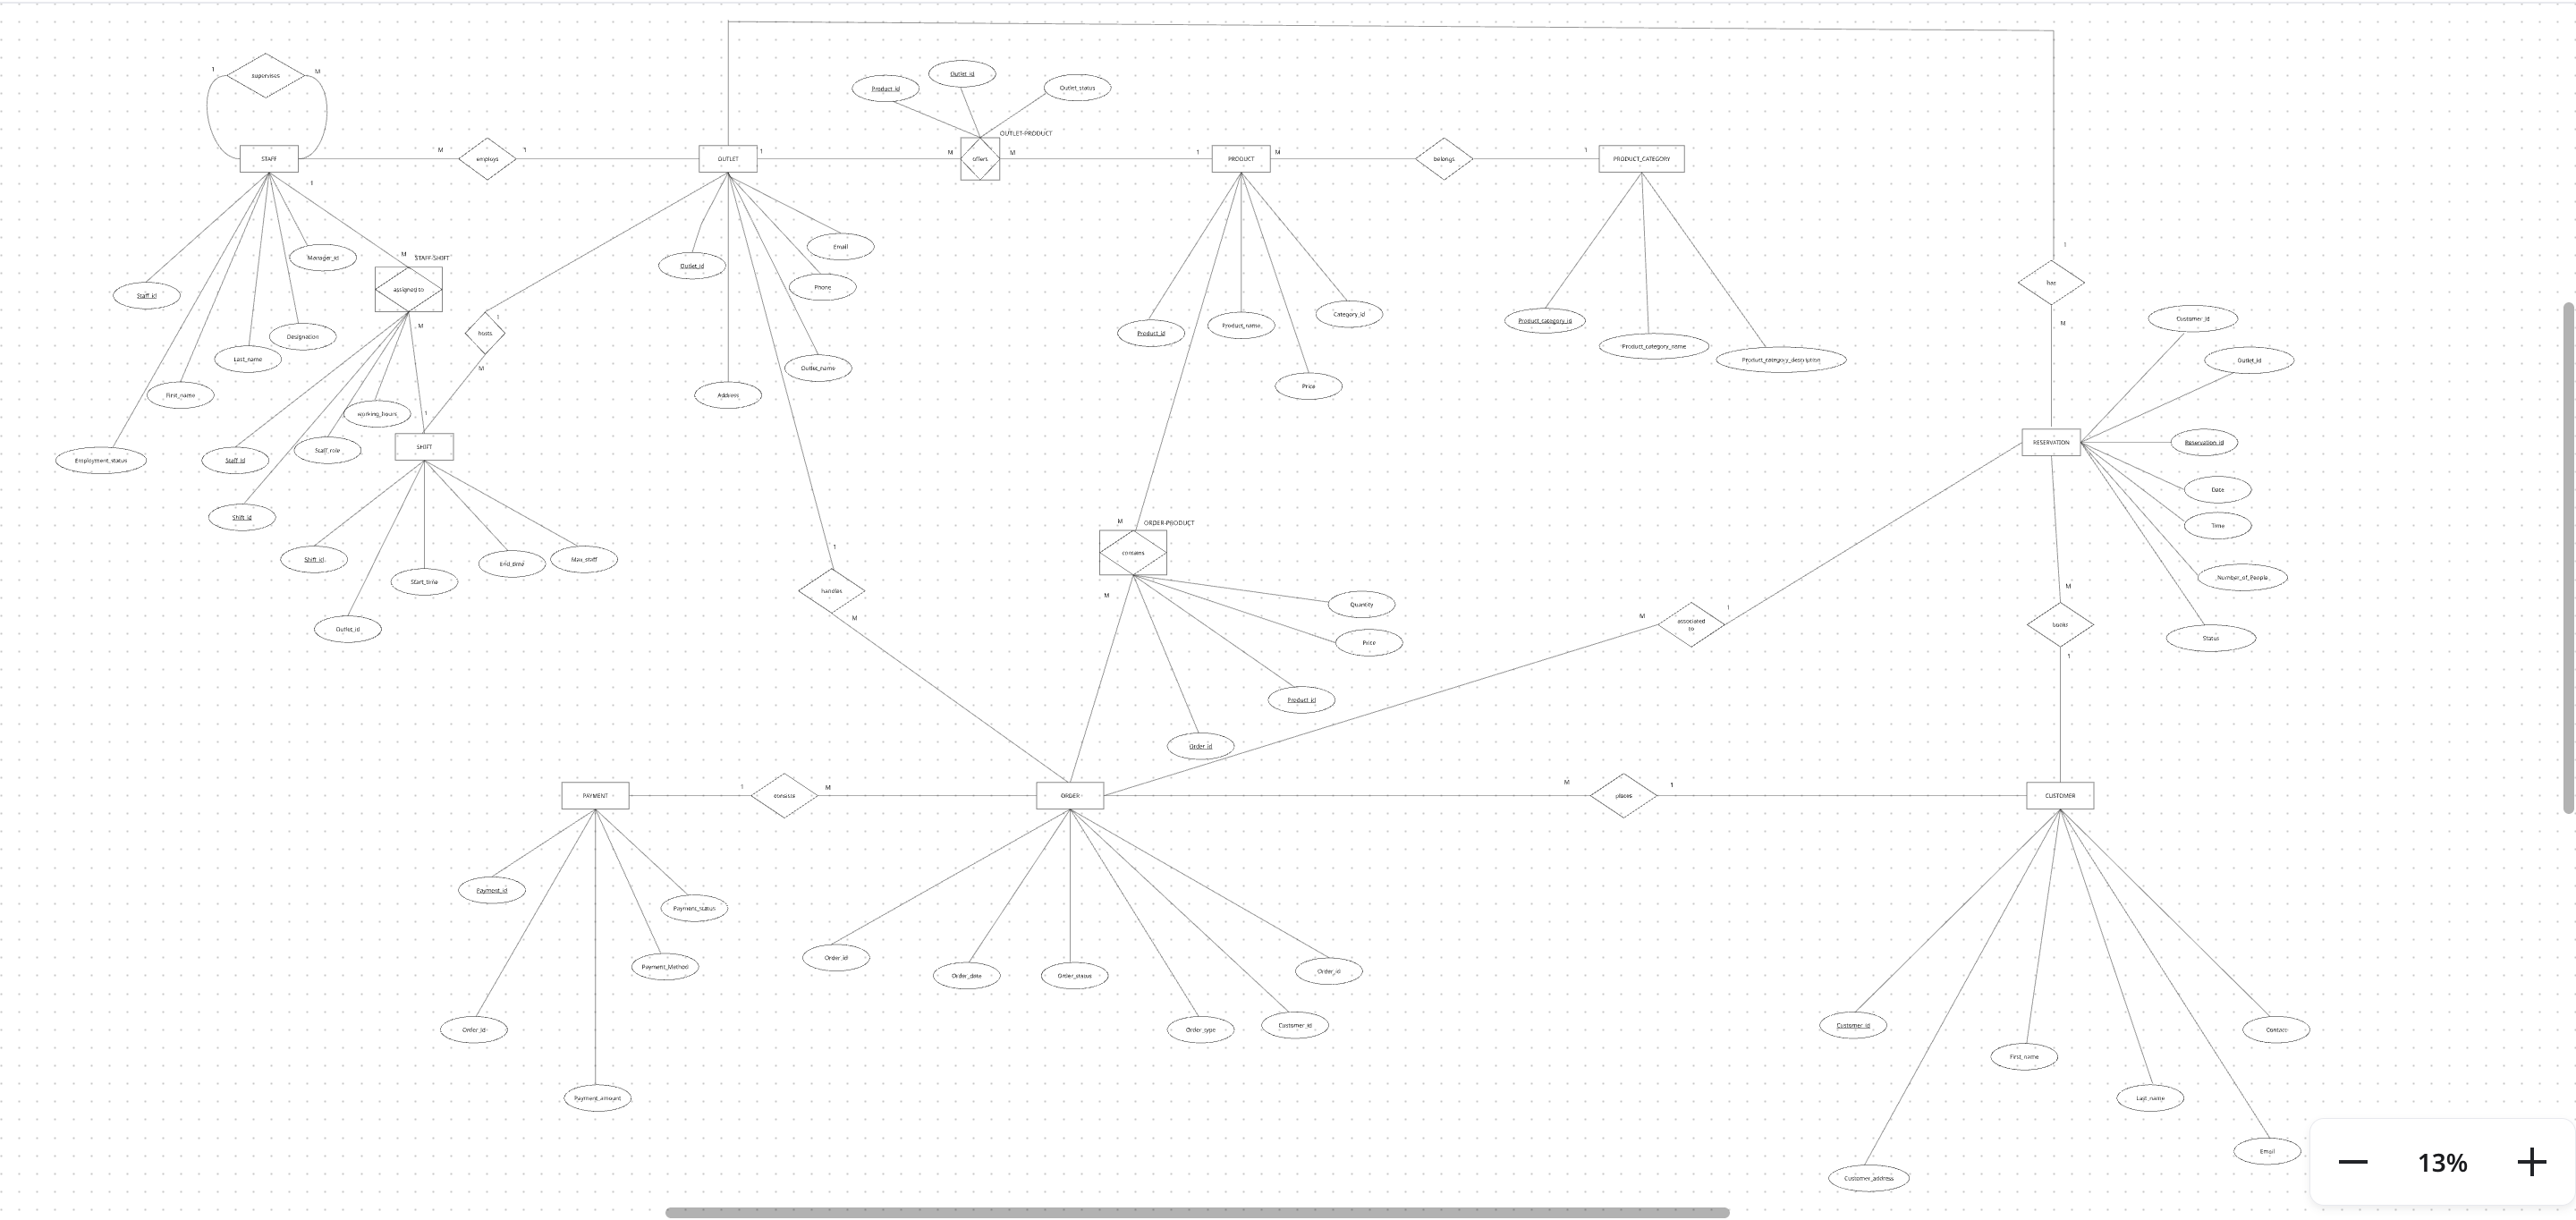 supervises
1
M
STAFF
M
employs
1
OUTLET
1
M
Product_id
Outlet_id
Outlet_status
OUTLET-PRODUCT
offers
M
1
PRODUCT
M
belongs
1
PRODUCT_CATEGORY
1
M
STAFF-SHIFT
assigned to
M
1
Staff_id
Employment_status
First_name
Last_name
Designation
Manager_id
Staff_id
Shift_id
Staff_role
working_hours
SHIFT
1
hosts
M
Shift_id
Outlet_id
Start_time
End_time
Max_staff
Outlet_id
Address
Outlet_name
Phone
Email
1
handles
M
Product_id
Product_name
Price
Category_id
Product_category_id
Product_category_name
Product_category_description
M
ORDER-PRODUCT
contains
M
Quantity
Price
Product_id
Order_id
1
has
M
RESERVATION
Customer_id
Outlet_id
Reservation_id
Date
Time
Number_of_People
Status
M
associated
to
1
M
books
1
PAYMENT
1
consists
M
ORDER
M
places
1
CUSTOMER
Payment_id
Order_id
Payment_amount
Payment_Method
Payment_status
Order_id
Order_date
Order_status
Order_type
Customer_id
Order_id
Customer_id
Customer_address
First_name
Last_name
Email
Contact
13%